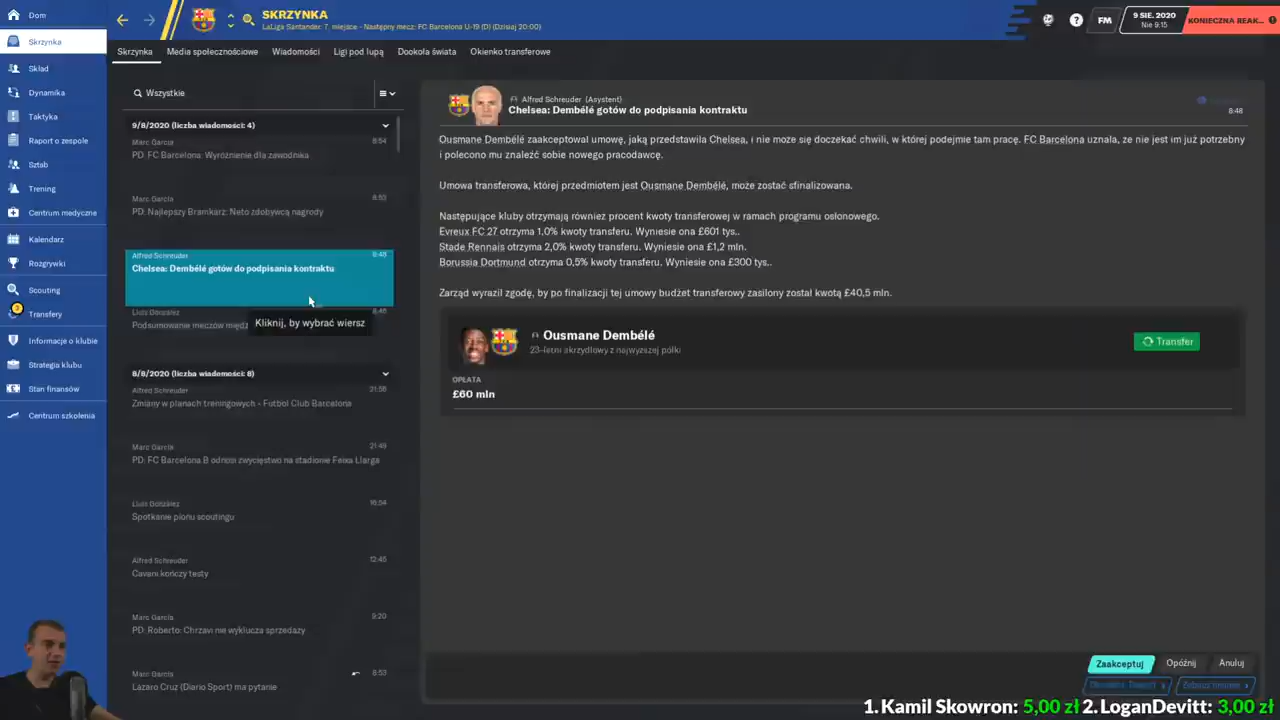 Dom
Skrzynka
Skład
Dynamika
Taktyka
Raport o zespole
Sztab
Trening
Centrum medyczne
Kalendarz
Rozgrywki
Scouting
Transfery
Informacje o klubie
Strategia klubu
Stan finansów
Centrum szkolenia
SKRZYNKA
LaLiga Santander: 7. miejsce - Następny mecz: FC Barcelona U-19 (D) (Dzisiaj 20:00)
FM
9 SIE. 2020
Nie 9:15
KONIECZNA REAK...
Skrzynka Media społecznościowe Wiadomości Ligi pod lupą Dookoła świata Okienko transferowe
Wszystkie
9/8/2020 (liczba wiadomości: 4)
Marc García 8:54
PD: FC Barcelona: Wyróżnienie dla zawodnika
Marc García 8:53
PD: Najlepszy Bramkarz: Neto zdobywcą nagrody
Alfred Schreuder 8:48
Chelsea: Dembélé gotów do podpisania kontraktu
Lluís González 8:46
Podsumowanie meczów międz
Kliknij, by wybrać wiersz
8/8/2020 (liczba wiadomości: 8)
Alfred Schreuder 21:58
Zmiany w planach treningowych - Futbol Club Barcelona
Marc García 21:49
PD: FC Barcelona B odnosi zwycięstwo na stadionie Feixa Llarga
Lluís González 16:54
Spotkanie pionu scoutingu
Alfred Schreuder 12:45
Cavani kończy testy
Marc García 9:20
PD: Roberto: Chrzavi nie wyklucza sprzedaży
Marc García 8:53
Lázaro Cruz (Diario Sport) ma pytanie
Alfred Schreuder (Asystent)
Chelsea: Dembélé gotów do podpisania kontraktu
8:48
Ousmane Dembélé zaakceptował umowę, jaką przedstawiła Chelsea, i nie może się doczekać chwili, w której podejmie tam pracę. FC Barcelona uznała, ze nie jest im już potrzebny
i polecono mu znaleźć sobie nowego pracodawcę.
Umowa transferowa, której przedmiotem jest Ousmane Dembélé, może zostać sfinalizowana.
Następujące kluby otrzymają również procent kwoty transferowej w ramach programu osłonowego.
Evreux FC 27 otrzyma 1,0% kwoty transferu. Wyniesie ona £601 tys..
Stade Rennais otrzyma 2,0% kwoty transferu. Wyniesie ona £1,2 mln.
Borussia Dortmund otrzyma 0,5% kwoty transferu. Wyniesie ona £300 tys..
Zarząd wyraził zgodę, by po finalizacji tej umowy budżet transferowy zasilony został kwotą £40,5 mln.
Ousmane Dembélé
23-letni skrzydłowy z najwyższej półki
Transfer
OPŁATA
£60 mln
Zaakceptuj Opóźnij Anuluj
1. Kamil Skowron: 5,00 zł 2. LoganDevitt: 3,00 zł